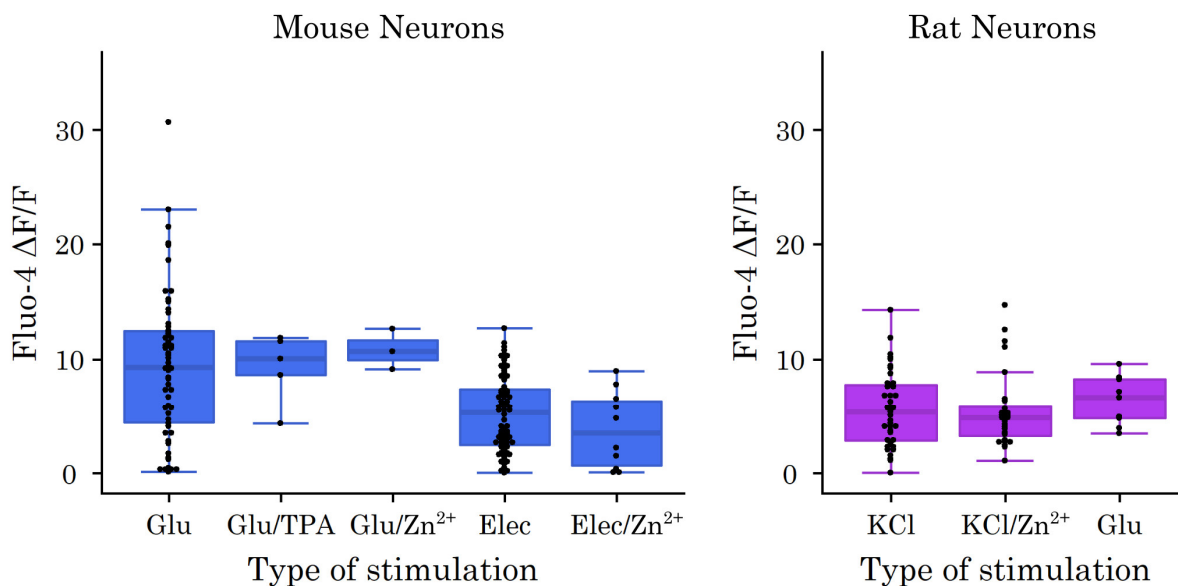 Mouse Neurons
Fluo-4 ΔF/F
30
20
10
0
Glu Glu/TPA Glu/Zn²⁺ Elec Elec/Zn²⁺
Type of stimulation
Rat Neurons
Fluo-4 ΔF/F
30
20
10
0
KCl KCl/Zn²⁺ Glu
Type of stimulation